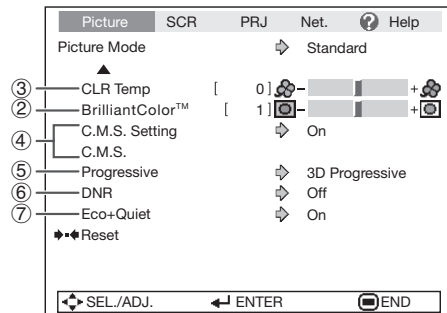 Picture SCR PRJ Net. ? Help
Picture Mode Standard
③ CLR Temp [ 0 ] − +
② BrilliantColor™ [ 1 ] − +
④ C.M.S. Setting On
C.M.S.
⑤ Progressive 3D Progressive
⑥ DNR Off
⑦ Eco+Quiet On
Reset
SEL./ADJ. ENTER END